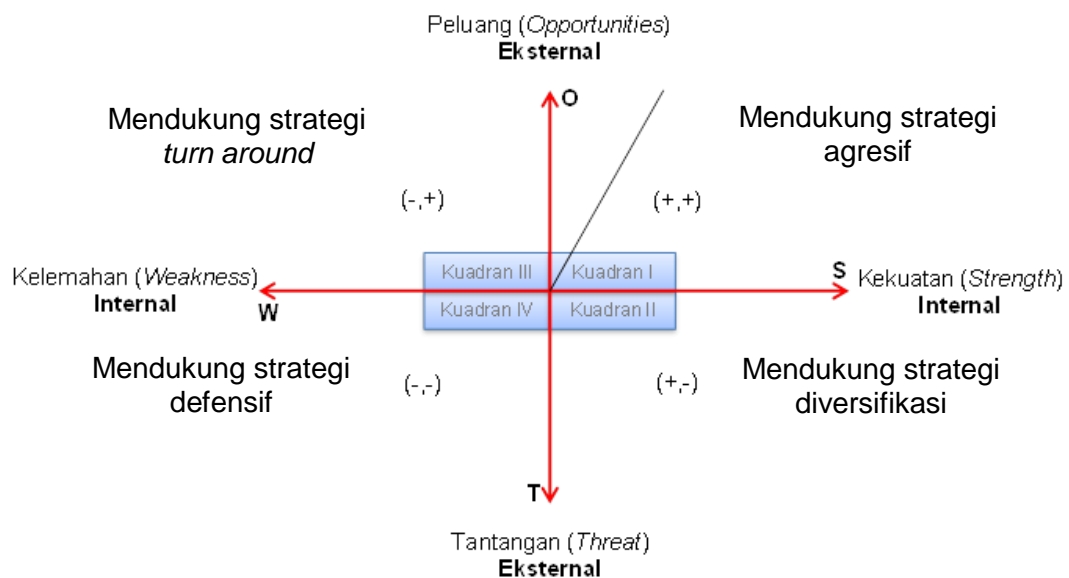 Peluang (Opportunities)
Eksternal
O
Mendukung strategi
turn around
Mendukung strategi
agresif
(-,+)
(+,+)
Kelemahan (Weakness)
Internal
W
Kuadran III
Kuadran I
Kuadran IV
Kuadran II
S
Kekuatan (Strength)
Internal
Mendukung strategi
defensif
(-,-)
(+,-)
Mendukung strategi
diversifikasi
T
Tantangan (Threat)
Eksternal